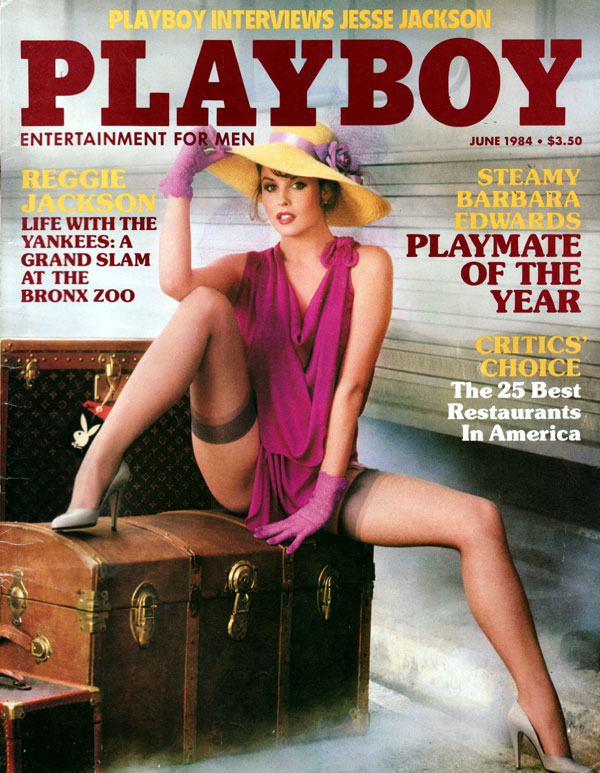 PLAYBOY INTERVIEWS JESSE JACKSON
PLAYBOY
ENTERTAINMENT FOR MEN
JUNE 1984 • $3.50
REGGIE
JACKSON
LIFE WITH THE
YANKEES: A
GRAND SLAM
AT THE
BRONX ZOO
STEAMY
BARBARA
EDWARDS
PLAYMATE
OF THE
YEAR
CRITICS'
CHOICE
The 25 Best
Restaurants
In America